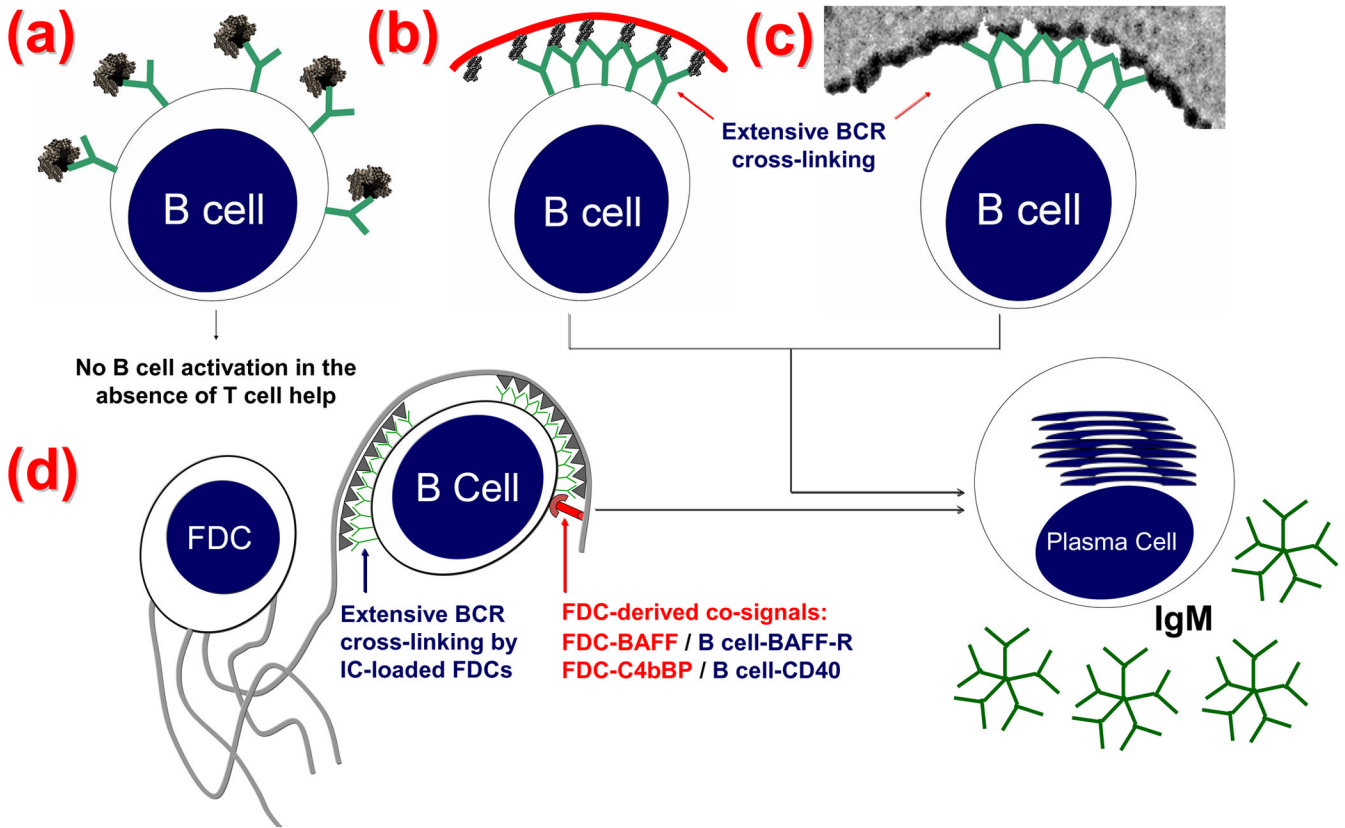 (a)
(b)
(c)
B cell
B cell
B cell
Extensive BCR
cross-linking
No B cell activation in the
absence of T cell help
(d)
FDC
B Cell
Extensive BCR
cross-linking by
IC-loaded FDCs
FDC-derived co-signals:
FDC-BAFF / B cell-BAFF-R
FDC-C4bBP / B cell-CD40
Plasma Cell
IgM